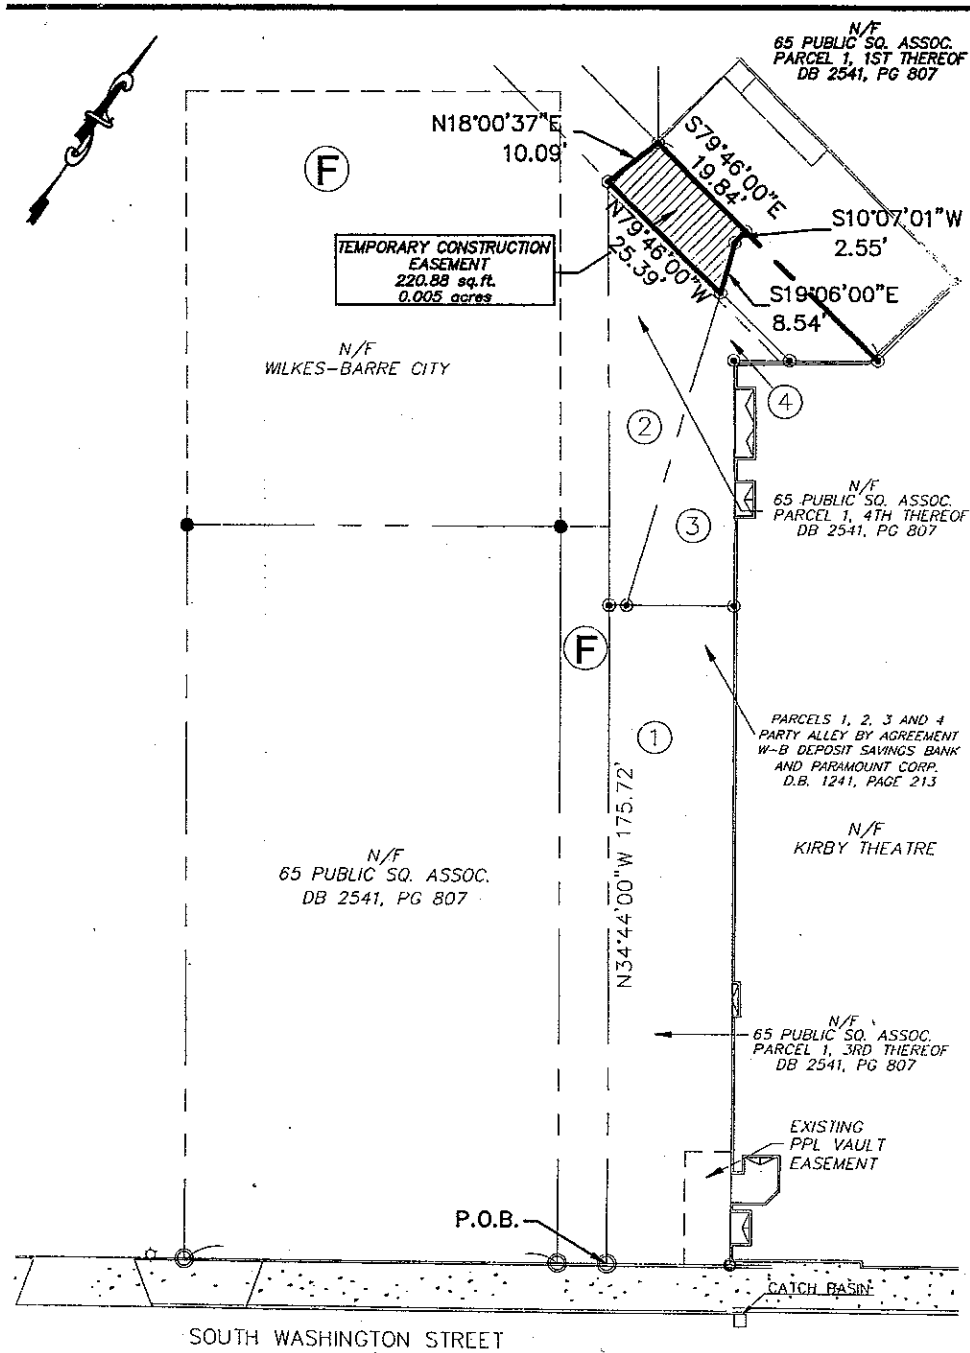 N/F
65 PUBLIC SQ. ASSOC.
PARCEL 1, 1ST THEREOF
DB 2541, PG 807
N18°00'37"E
10.09'
S79°46'00"E
19.84'
F
S10°07'01"W
2.55'
N79°46'00"W
25.39'
TEMPORARY CONSTRUCTION
EASEMENT
220.88 sq.ft.
0.005 acres
S19°06'00"E
8.54'
N/F
WILKES-BARRE CITY
4
2
N/F
65 PUBLIC SQ. ASSOC.
PARCEL 1, 4TH THEREOF
DB 2541, PG 807
3
F
1
PARCELS 1, 2, 3 AND 4
PARTY ALLEY BY AGREEMENT
W-B DEPOSIT SAVINGS BANK
AND PARAMOUNT CORP.
D.B. 1241, PAGE 213
N34°44'00"W 175.72'
N/F
KIRBY THEATRE
N/F
65 PUBLIC SQ. ASSOC.
DB 2541, PG 807
N/F
65 PUBLIC SQ. ASSOC.
PARCEL 1, 3RD THEREOF
DB 2541, PG 807
EXISTING
PPL VAULT
EASEMENT
P.O.B.
CATCH BASIN
SOUTH WASHINGTON STREET